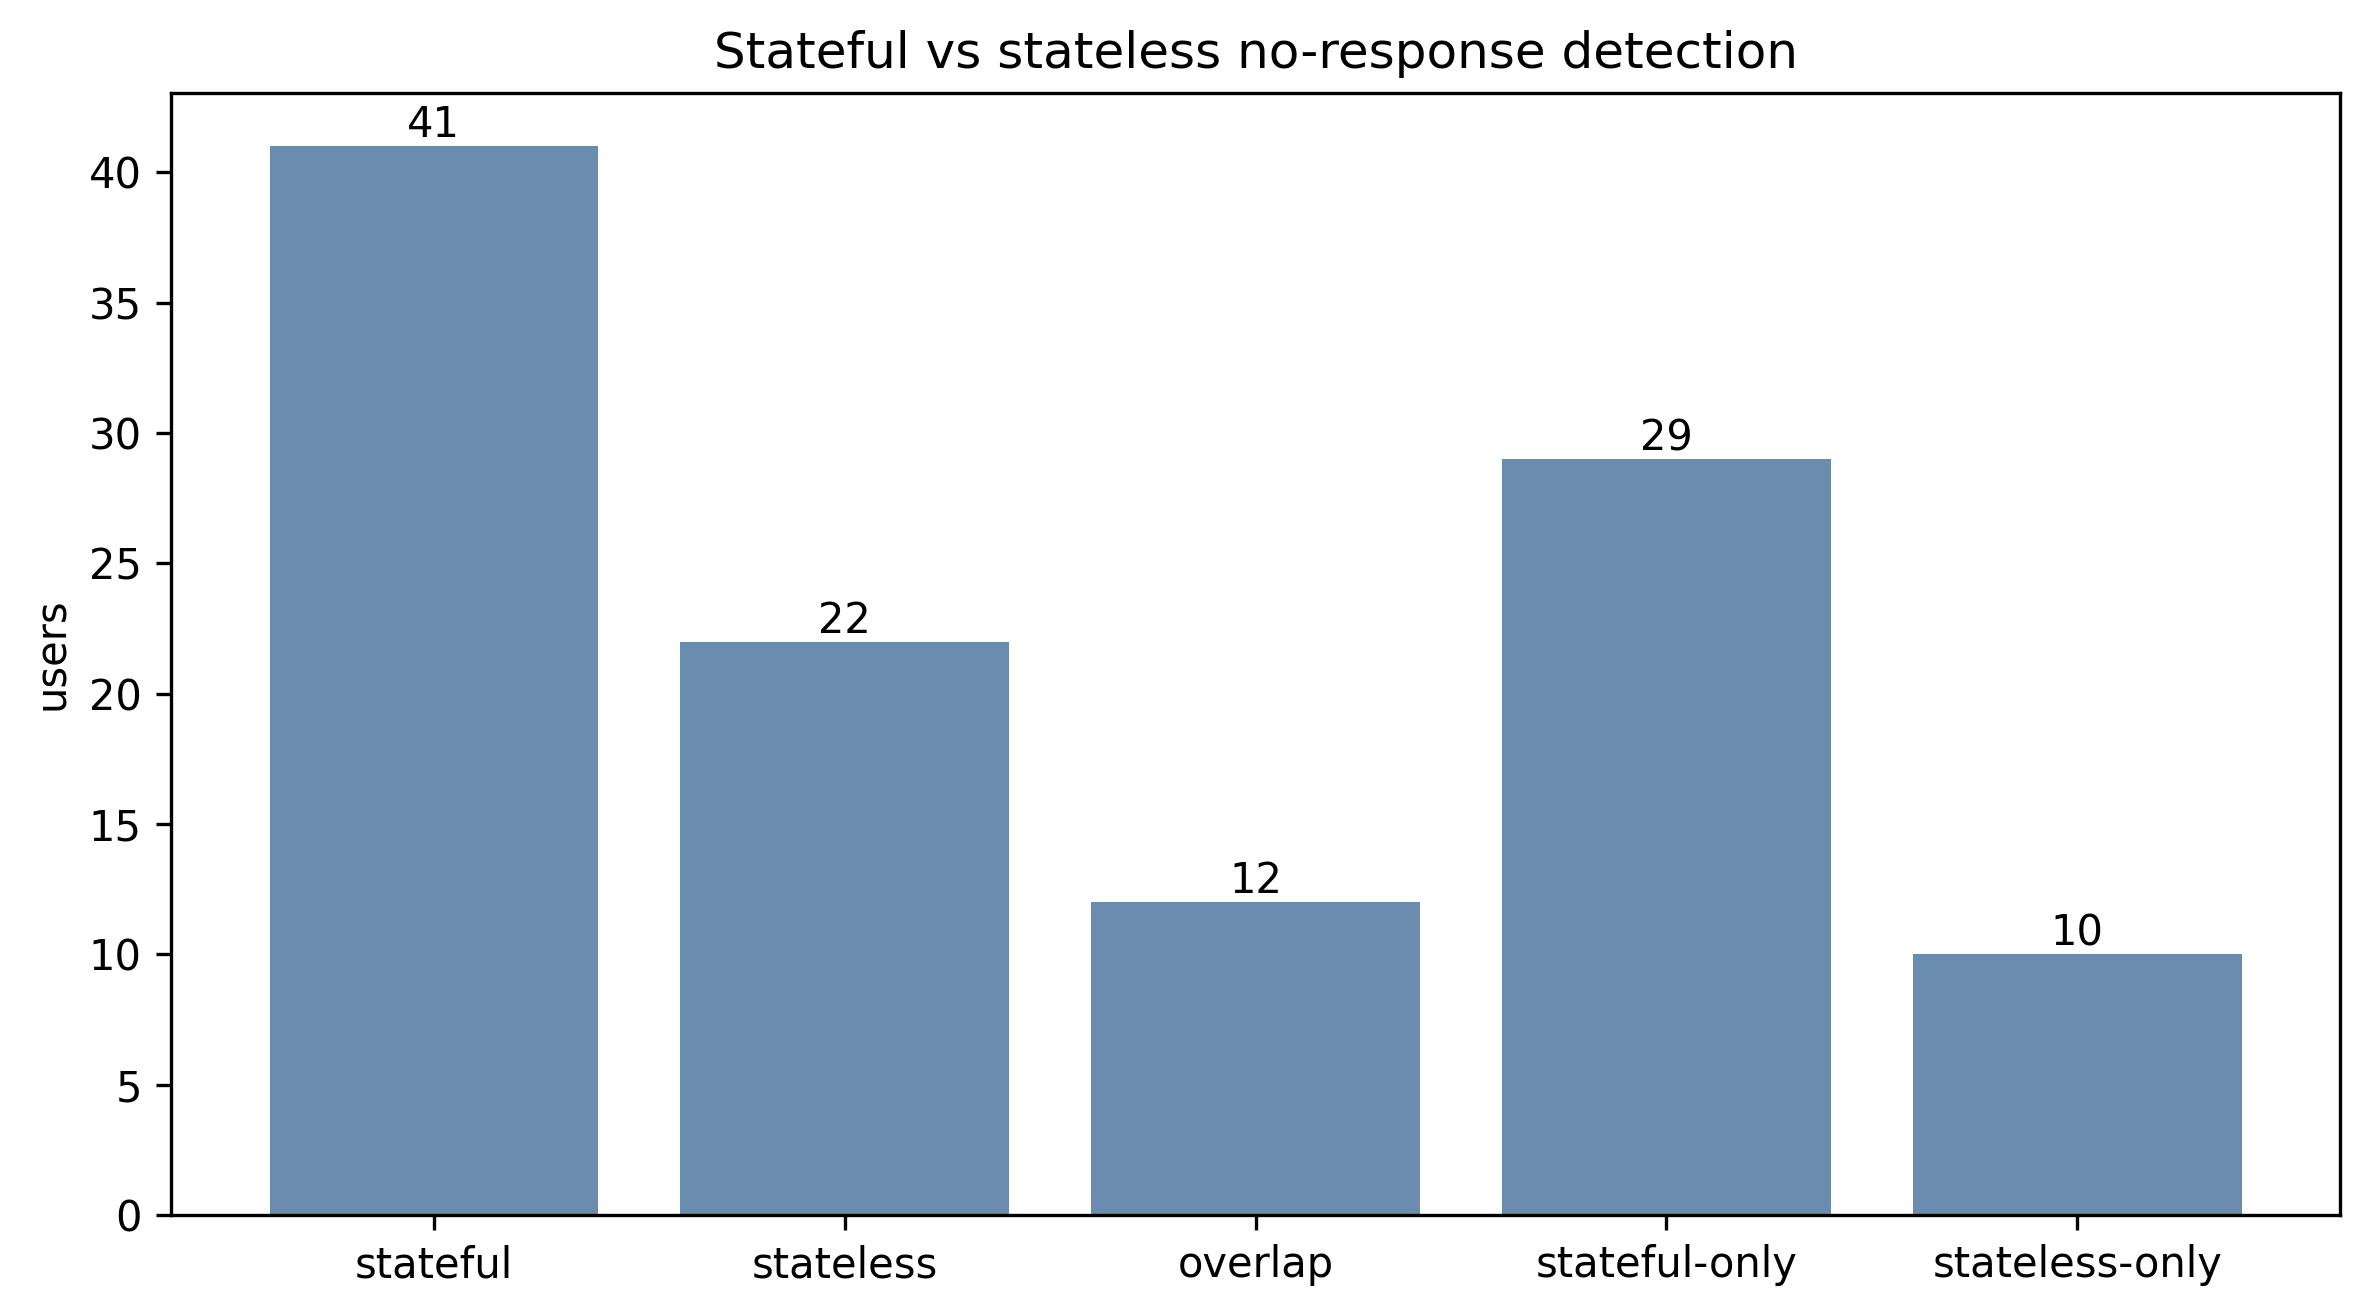 Stateful vs stateless no-response detection
users
40
35
30
25
20
15
10
5
0
41
22
12
29
10
stateful
stateless
overlap
stateful-only
stateless-only